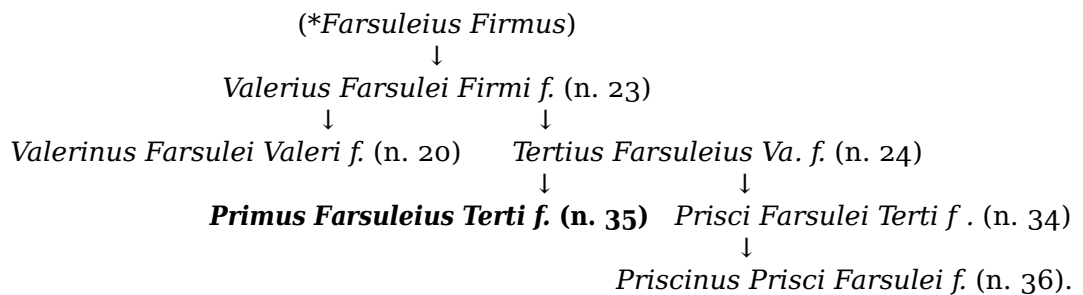 (*Farsuleius Firmus)
↓
Valerius Farsulei Firmi f. (n. 23)
↓ ↓
Valerinus Farsulei Valeri f. (n. 20) Tertius Farsuleius Va. f. (n. 24)
↓ ↓
Primus Farsuleius Terti f. (n. 35) Prisci Farsulei Terti f . (n. 34)
↓
Priscinus Prisci Farsulei f. (n. 36).